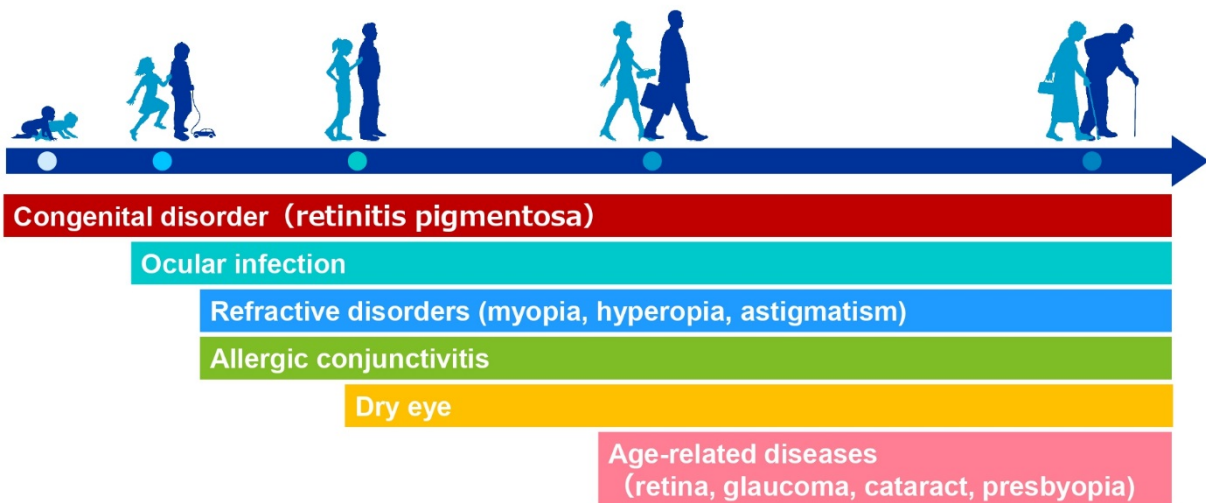 Congenital disorder（retinitis pigmentosa）
Ocular infection
Refractive disorders (myopia, hyperopia, astigmatism)
Allergic conjunctivitis
Dry eye
Age-related diseases
（retina, glaucoma, cataract, presbyopia)